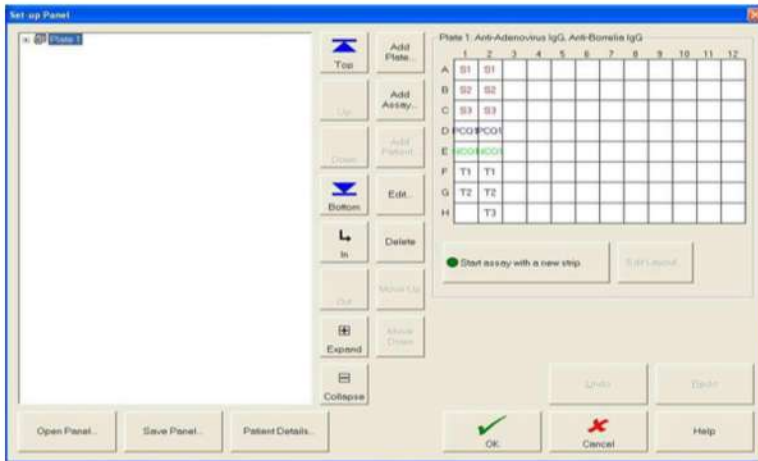 Set-up Panel
Plate 1
Top
Up
Down
Bottom
In
Out
Expand
Collapse
Add Plate...
Add Assay...
Add Patient...
Edit...
Delete
Move Up
Move Down
Plate 1: Anti-Adenovirus IgG, Anti-Borrelia IgG
1 2 3 4 5 6 7 8 9 10 11 12
A S1 S1
B S2 S2
C S3 S3
D PCO1 PCO1
E NCO1 NCO1
F T1 T1
G T2 T2
H T3
Start assay with a new strip
Edit Layout
Undo
Open Panel...
Save Panel...
Patient Details...
OK
Cancel
Help